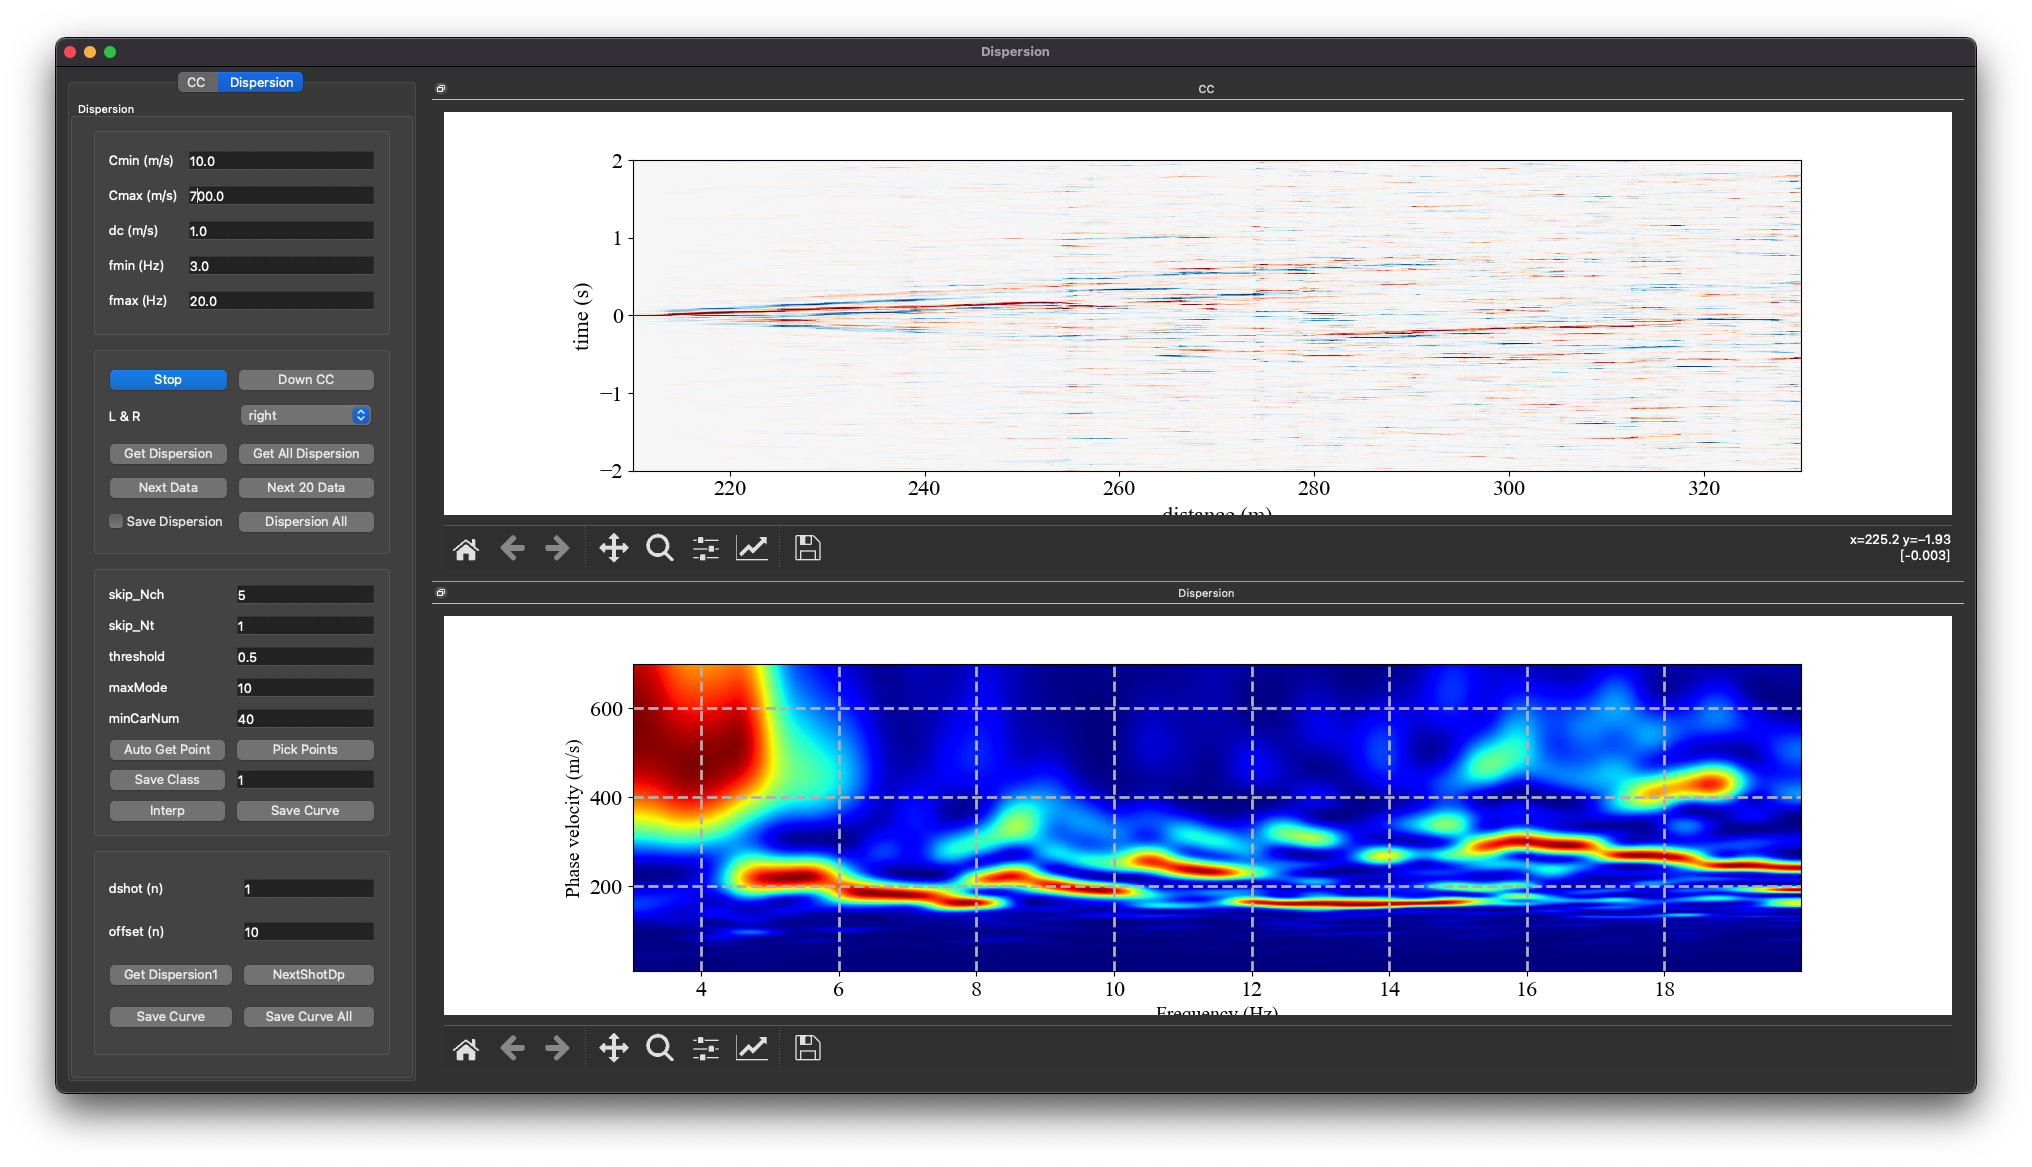 Dispersion
CC Dispersion
Dispersion
Cmin (m/s) 10.0
Cmax (m/s) 700.0
dc (m/s) 1.0
fmin (Hz) 3.0
fmax (Hz) 20.0
Stop Down CC
L & R right
Get Dispersion Get All Dispersion
Next Data Next 20 Data
Save Dispersion Dispersion All
skip_Nch 5
skip_Nt 1
threshold 0.5
maxMode 10
minCarNum 40
Auto Get Point Pick Points
Save Class 1
Interp Save Curve
dshot (n) 1
offset (n) 10
Get Dispersion1 NextShotDp
Save Curve Save Curve All
CC
time (s)
2
1
0
−1
−2
220 240 260 280 300 320
distance (m)
x=225.2 y=−1.93
[-0.003]
Dispersion
Phase velocity (m/s)
600
400
200
4 6 8 10 12 14 16 18
Frequency (Hz)